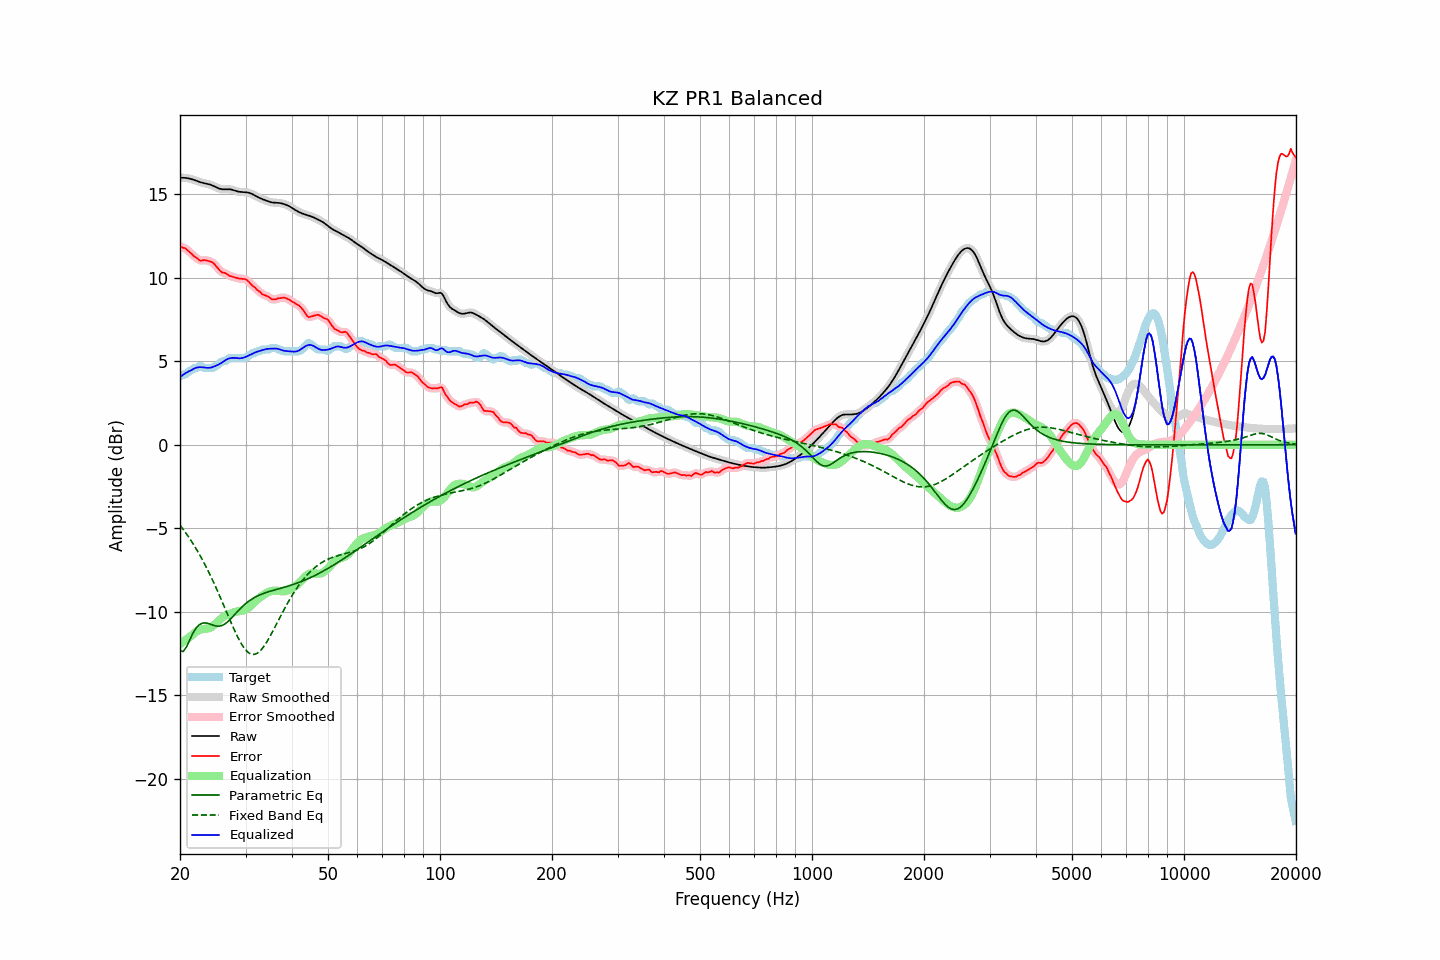 KZ PR1 Balanced
Amplitude (dBr)
15
10
5
0
−5
−10
−15
−20
Target
Raw Smoothed
Error Smoothed
Raw
Error
Equalization
Parametric Eq
Fixed Band Eq
Equalized
20 50 100 200 500 1000 2000 5000 10000 20000
Frequency (Hz)